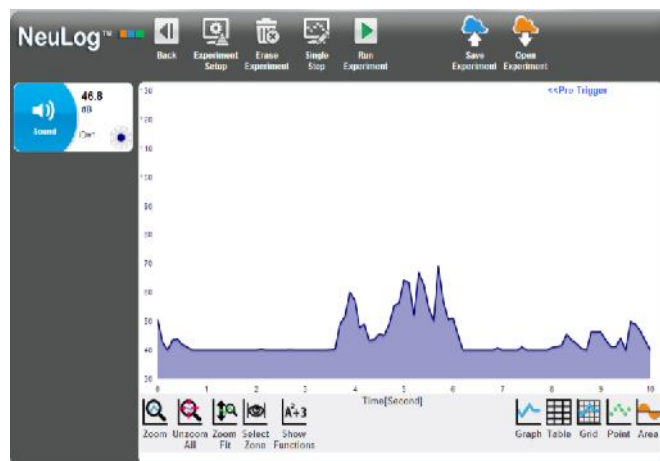 NeuLog™
Back
Experiment Setup
Erase Experiment
Single Step
Run Experiment
Save Experiment
Open Experiment
46.8
dB
Sound
<<Pre Trigger
130
120
110
100
90
80
70
60
50
40
30
0 1 2 3 4 5 6 7 8 9 10
Time[Second]
Zoom
Unzoom All
Zoom Fit
Select Zone
A²+3
Show Functions
Graph
Table
Grid
Point
Area